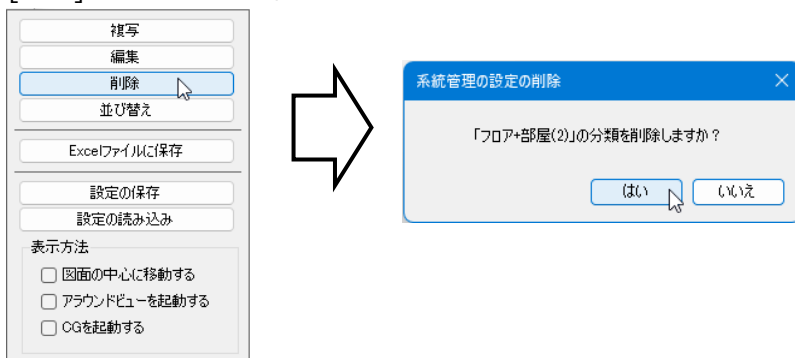 複写
編集
削除
並び替え
Excelファイルに保存
設定の保存
設定の読み込み
表示方法
図面の中心に移動する
アラウンドビューを起動する
CGを起動する
系統管理の設定の削除
「フロア+部屋(2)」の分類を削除しますか？
はい
いいえ